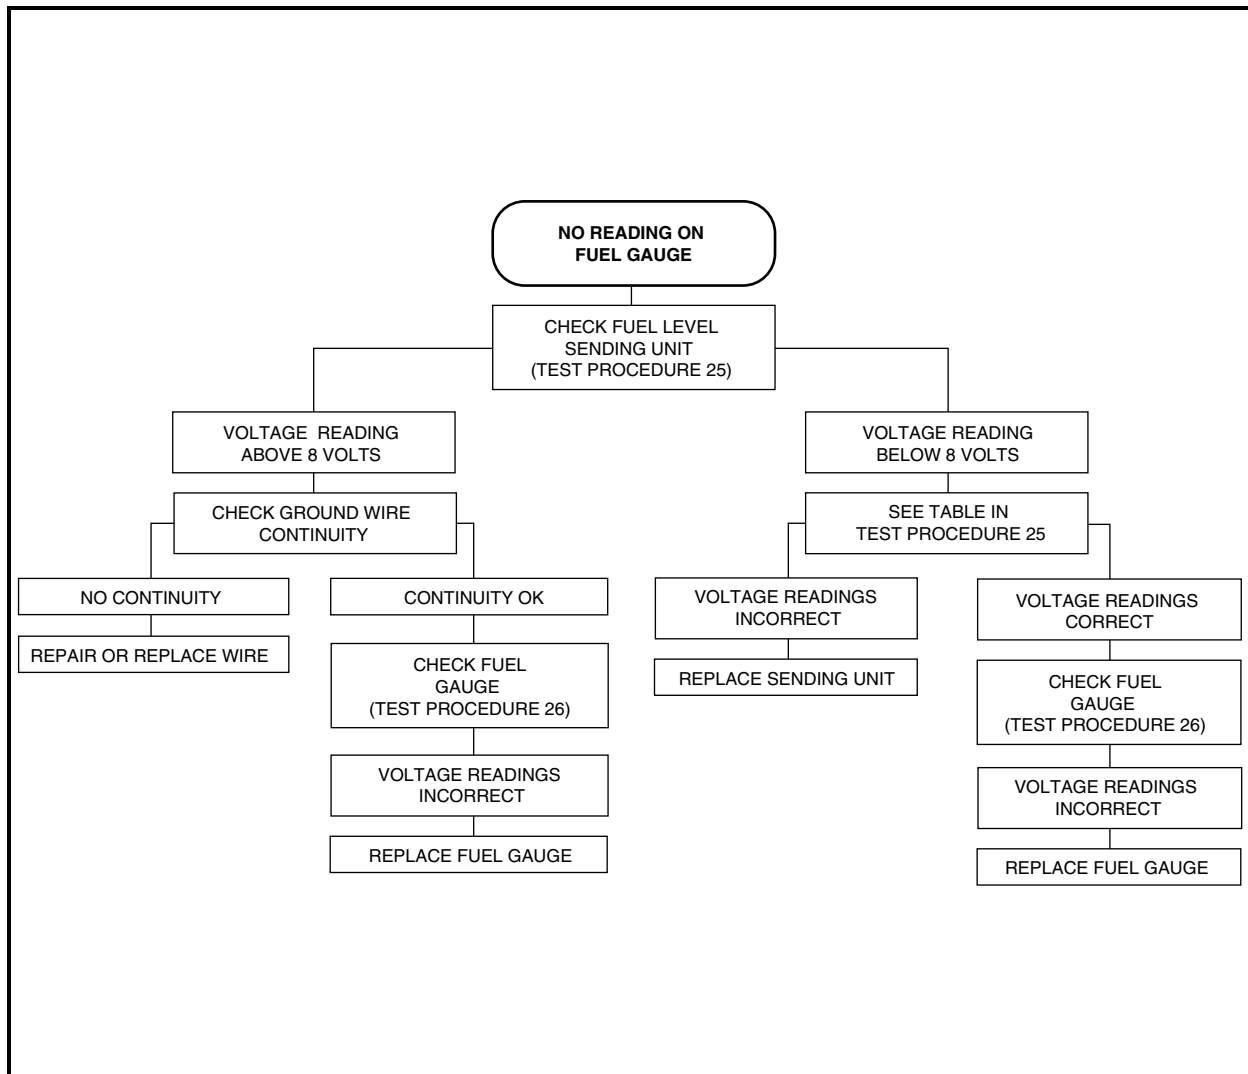 NO READING ON
FUEL GAUGE
CHECK FUEL LEVEL
SENDING UNIT
(TEST PROCEDURE 25)
VOLTAGE READING
ABOVE 8 VOLTS
CHECK GROUND WIRE
CONTINUITY
NO CONTINUITY
REPAIR OR REPLACE WIRE
CONTINUITY OK
CHECK FUEL
GAUGE
(TEST PROCEDURE 26)
VOLTAGE READINGS
INCORRECT
REPLACE FUEL GAUGE
VOLTAGE READING
BELOW 8 VOLTS
SEE TABLE IN
TEST PROCEDURE 25
VOLTAGE READINGS
INCORRECT
REPLACE SENDING UNIT
VOLTAGE READINGS
CORRECT
CHECK FUEL
GAUGE
(TEST PROCEDURE 26)
VOLTAGE READINGS
INCORRECT
REPLACE FUEL GAUGE